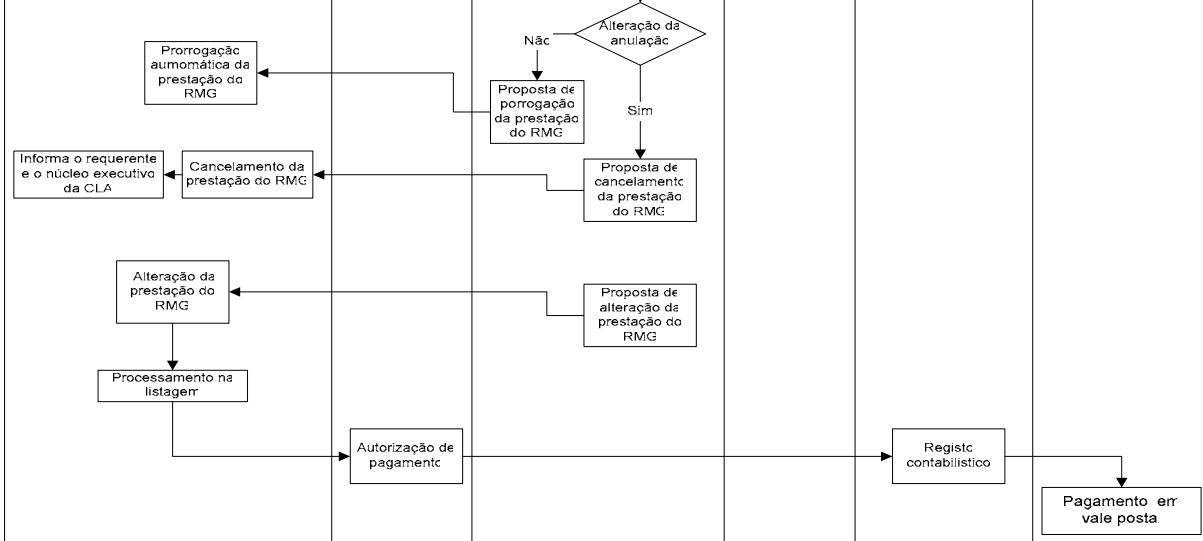 Alteração da
anulação
Não
Sim
Prorrogação
aumomática da
prestação do
RMG
Proposta de
porrogação
da prestação
do RMG
Informa o requerente
e o núcleo executivo
da CLA
Cancelamento da
prestação do RMG
Proposta de
cancelamento
da prestação
do RMG
Alteração da
prestação do
RMG
Proposta de
alteração da
prestação do
RMG
Processamento na
listagem
Autorização de
pagamento
Registo
contabilistico
Pagamento em
vale posta